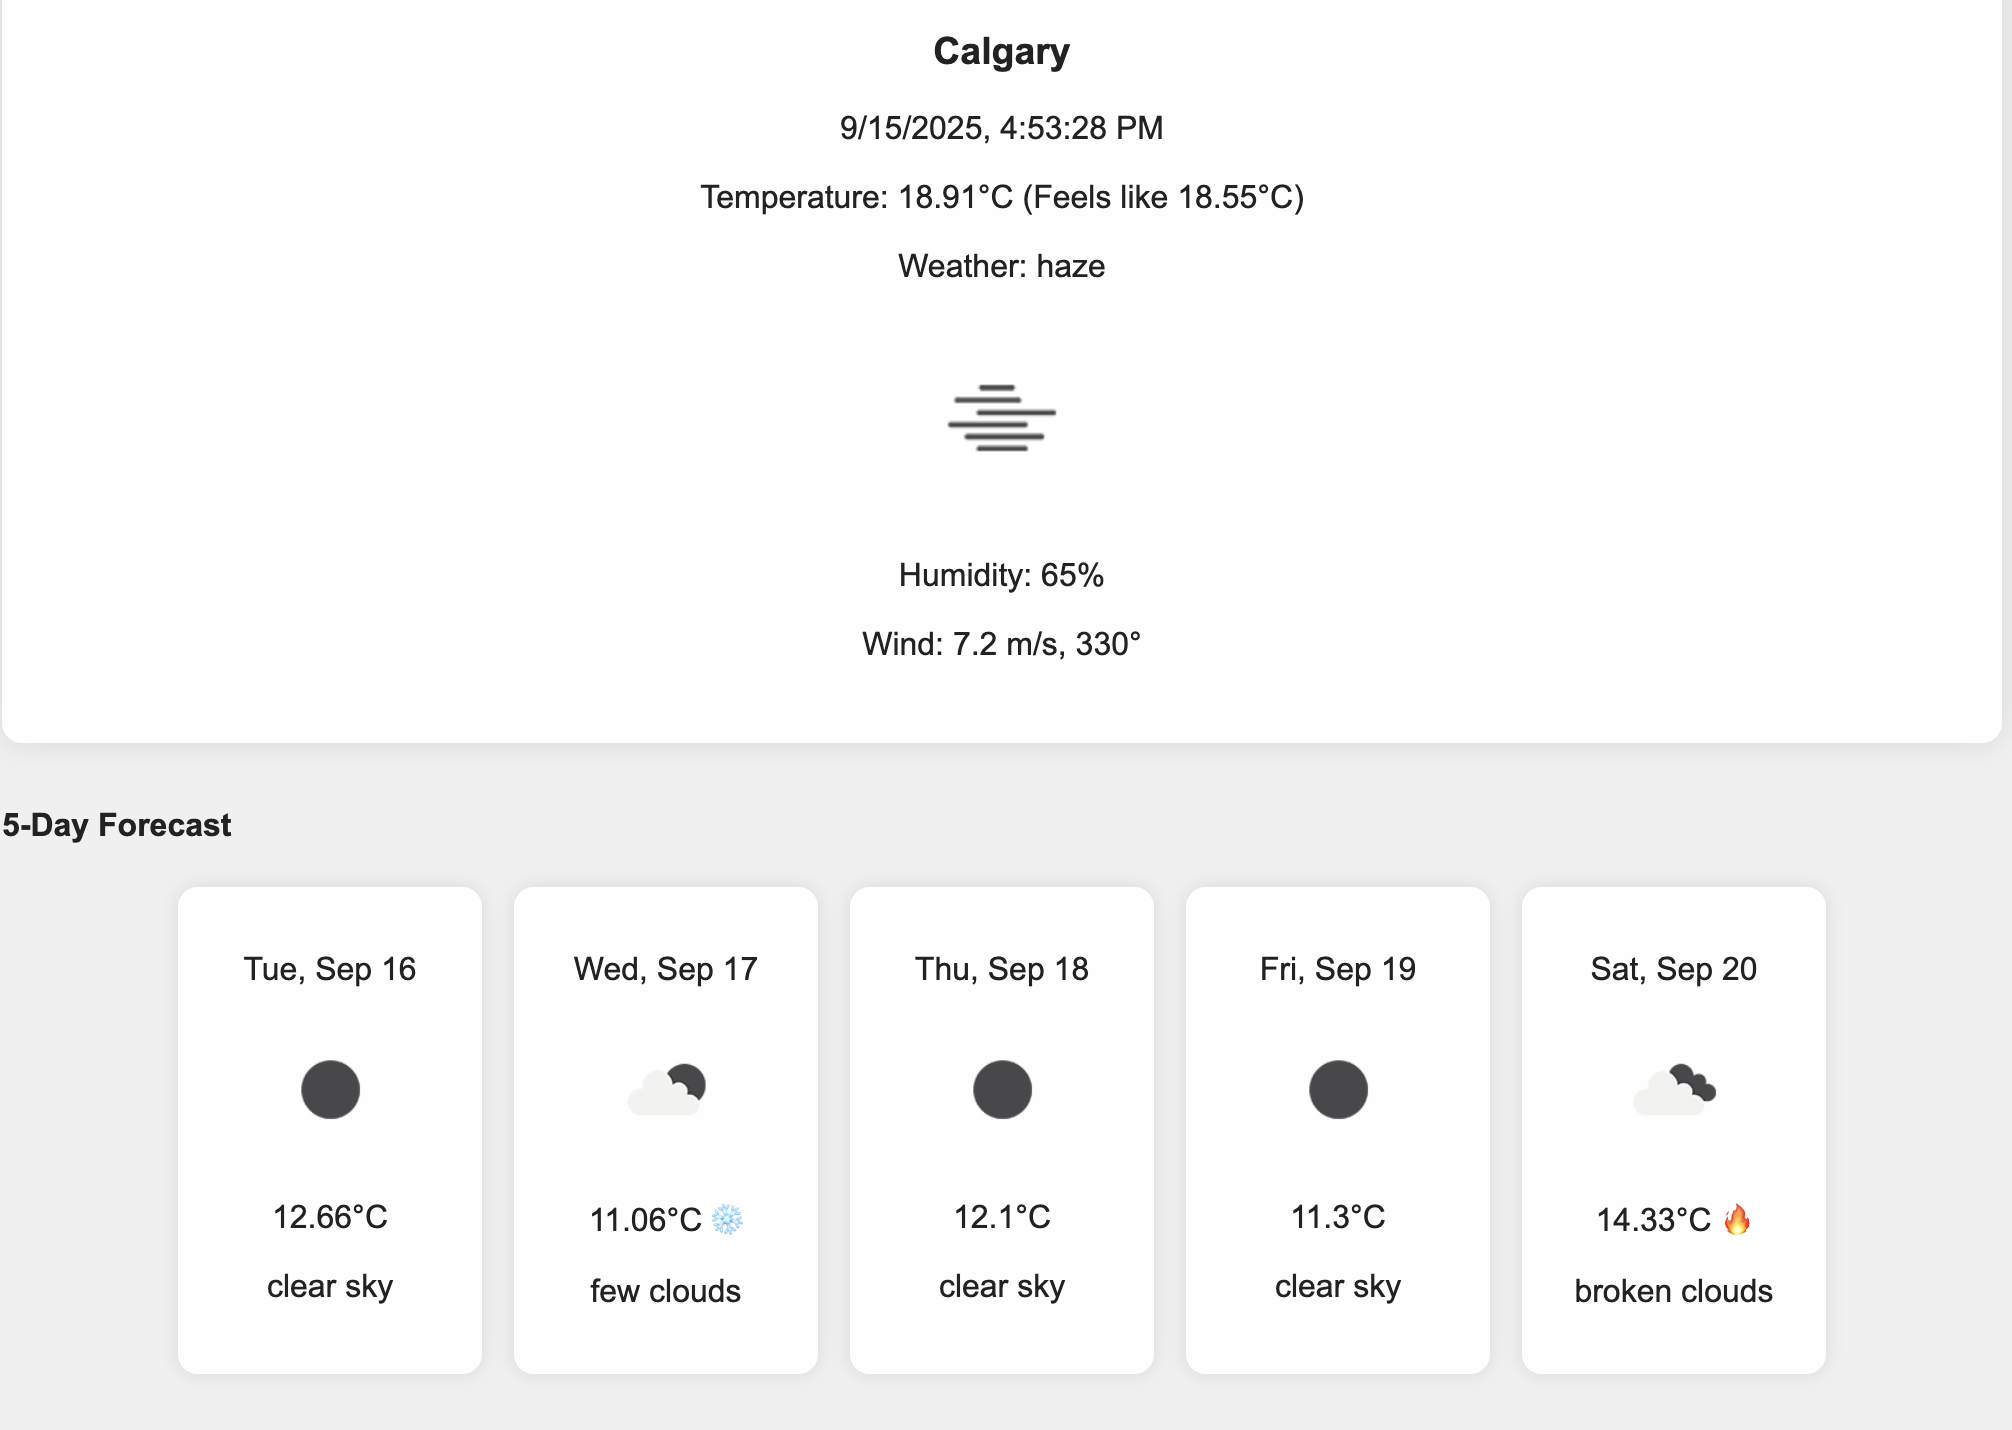 Calgary
9/15/2025, 4:53:28 PM
Temperature: 18.91°C (Feels like 18.55°C)
Weather: haze
Humidity: 65%
Wind: 7.2 m/s, 330°
5-Day Forecast
Tue, Sep 16
12.66°C
clear sky
Wed, Sep 17
11.06°C ❄️
few clouds
Thu, Sep 18
12.1°C
clear sky
Fri, Sep 19
11.3°C
clear sky
Sat, Sep 20
14.33°C 🔥
broken clouds